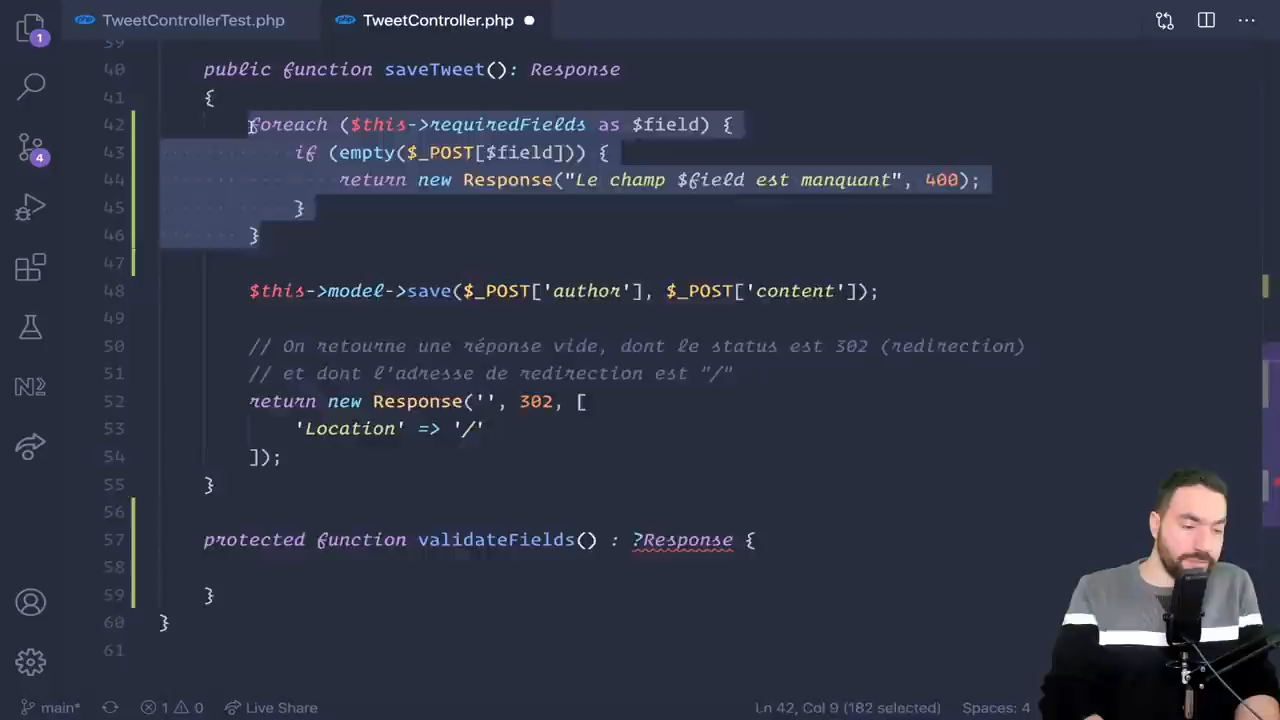 TweetControllerTest.php TweetController.php
1
39
40 public function saveTweet(): Response
41 {
42 foreach ($this->requiredFields as $field) {
43 if (empty($_POST[$field])) {
44 return new Response("Le champ $field est manquant", 400);
45 }
46 }
47
48 $this->model->save($_POST['author'], $_POST['content']);
49
50 // On retourne une réponse vide, dont le status est 302 (redirection)
51 // et dont l'adresse de redirection est "/"
52 return new Response('', 302, [
53 'Location' => '/'
54 ]);
55 }
56
57 protected function validateFields() : ?Response {
58
59 }
60 }
61
4
main* 1 0 Live Share Ln 42, Col 9 (182 selected) Spaces: 4